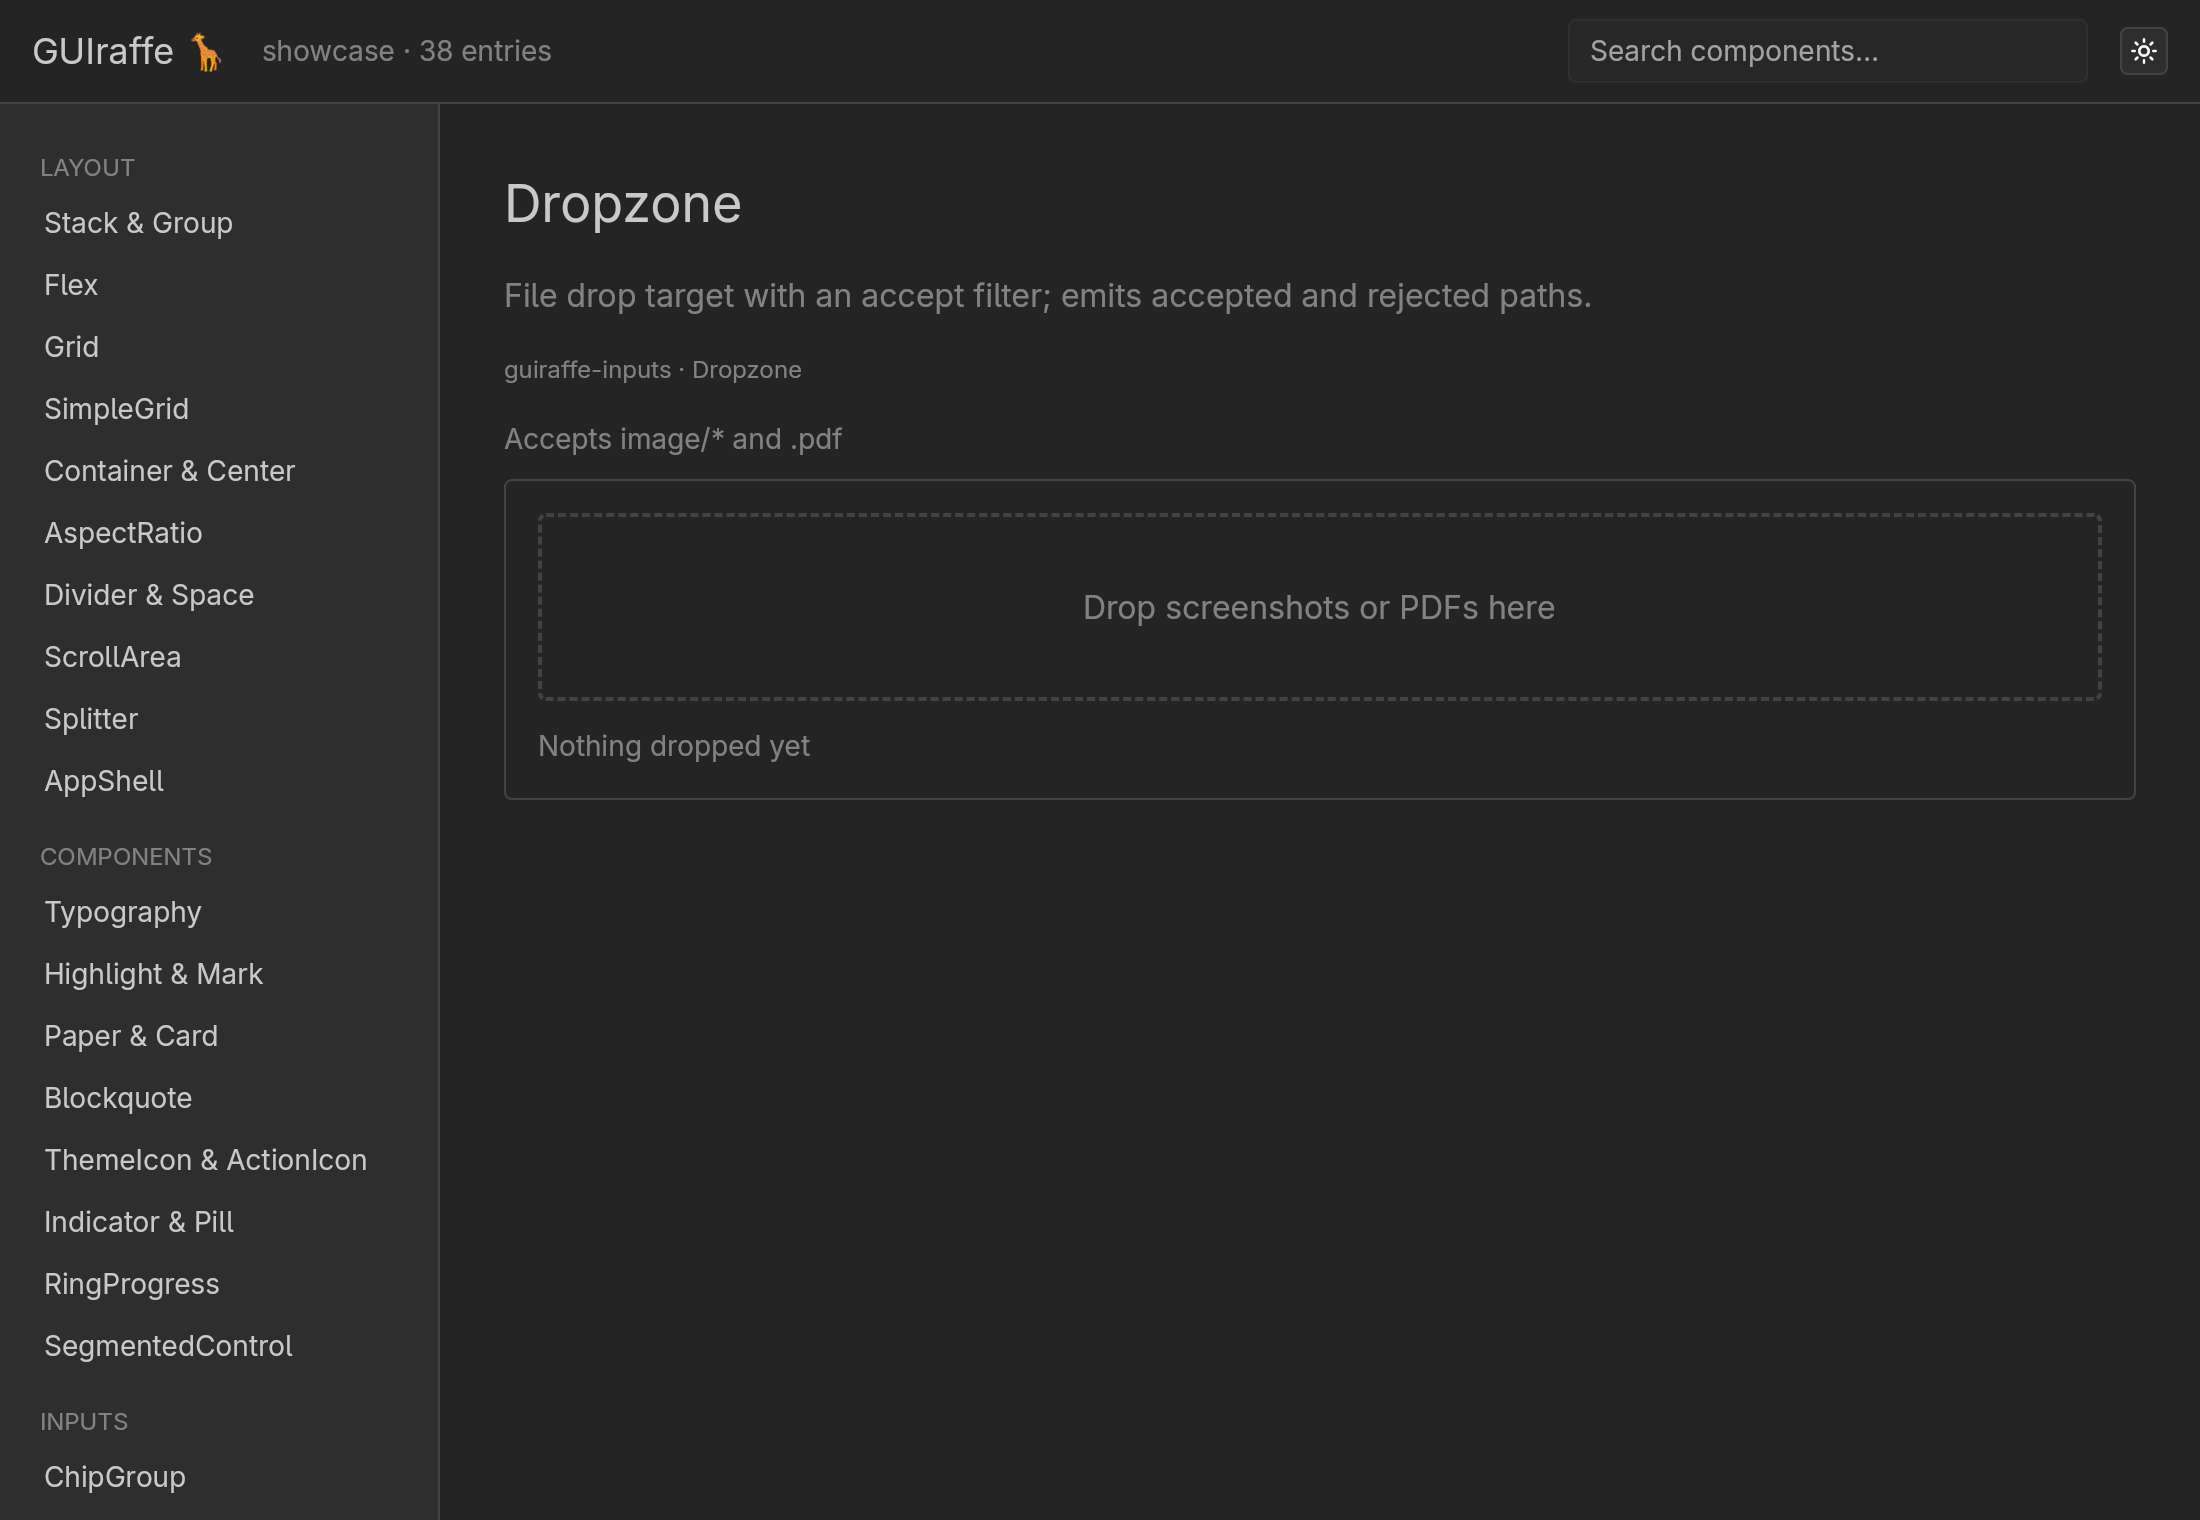 GUIraffe 🦒 showcase · 38 entries
Search components...
LAYOUT
Stack & Group
Flex
Grid
SimpleGrid
Container & Center
AspectRatio
Divider & Space
ScrollArea
Splitter
AppShell
COMPONENTS
Typography
Highlight & Mark
Paper & Card
Blockquote
ThemeIcon & ActionIcon
Indicator & Pill
RingProgress
SegmentedControl
INPUTS
ChipGroup
Dropzone
File drop target with an accept filter; emits accepted and rejected paths.
guiraffe-inputs · Dropzone
Accepts image/* and .pdf
Drop screenshots or PDFs here
Nothing dropped yet